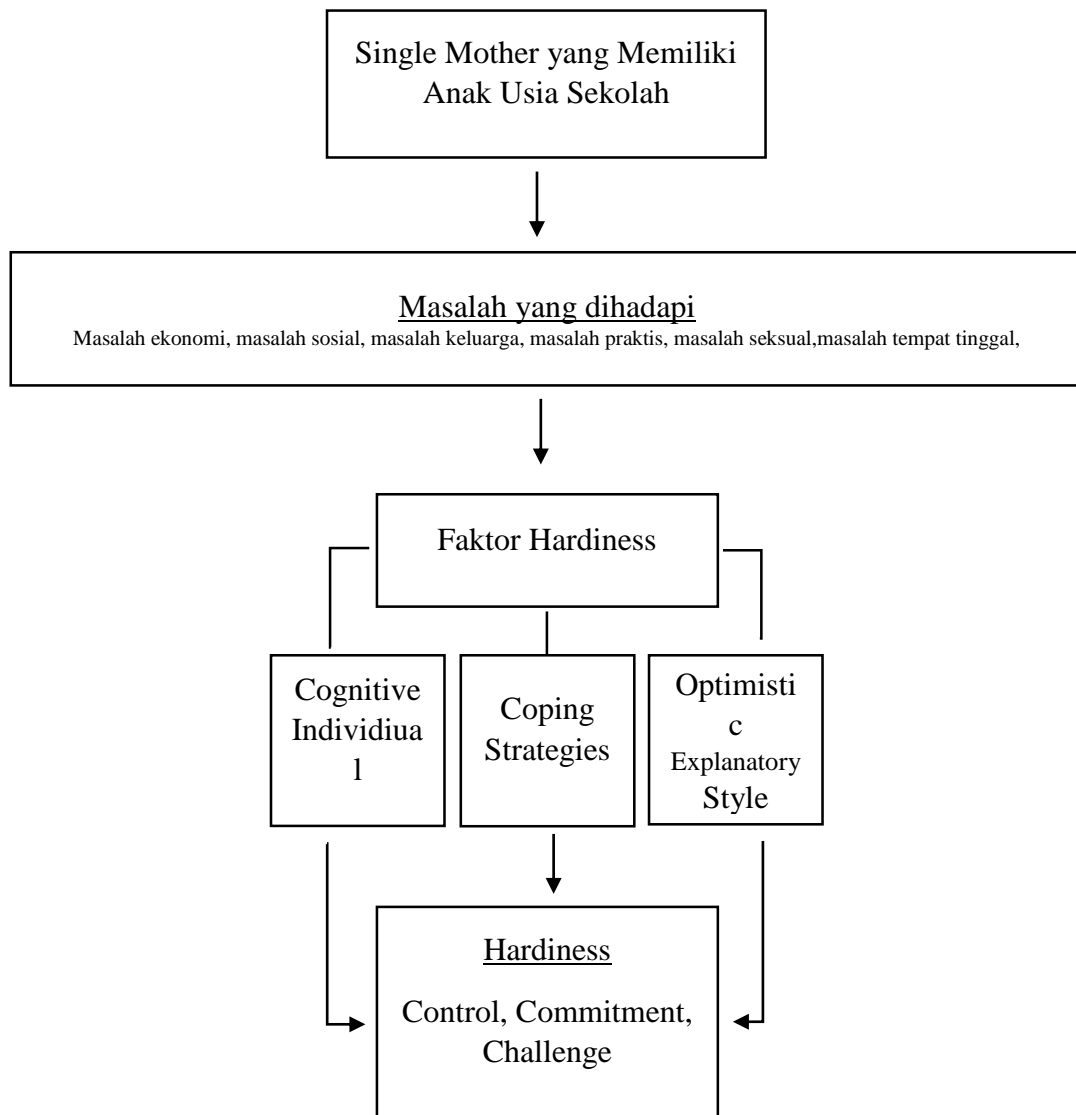 Single Mother yang Memiliki
Anak Usia Sekolah
Masalah yang dihadapi
Masalah ekonomi, masalah sosial, masalah keluarga, masalah praktis, masalah seksual,masalah tempat tinggal,
Faktor Hardiness
Cognitive
Individiua
l
Coping
Strategies
Optimisti
c
Explanatory
Style
Hardiness
Control, Commitment,
Challenge